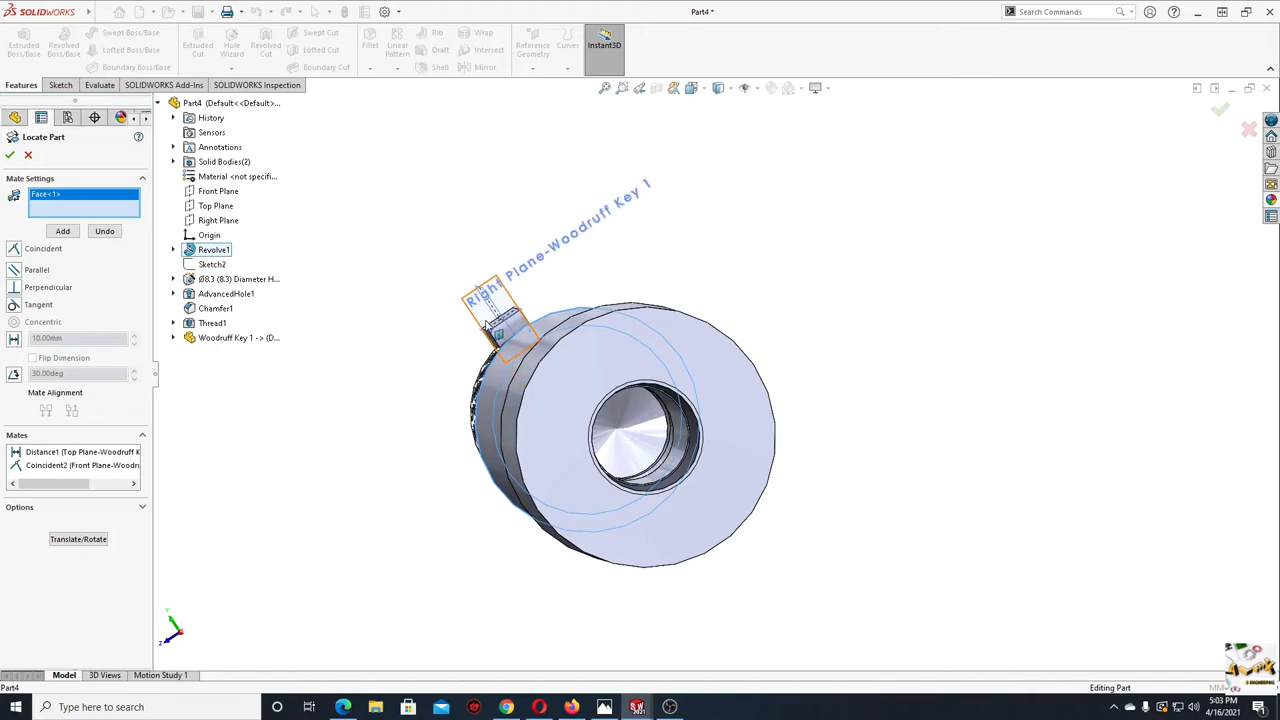 SOLIDWORKS
Part4 *
Search Commands
Extruded Boss/Base
Revolved Boss/Base
Swept Boss/Base
Lofted Boss/Base
Boundary Boss/Base
Extruded Cut
Hole Wizard
Revolved Cut
Swept Cut
Lofted Cut
Boundary Cut
Fillet
Linear Pattern
Rib
Draft
Shell
Wrap
Intersect
Mirror
Reference Geometry
Curves
Instant3D
Features
Sketch
Evaluate
SOLIDWORKS Add-Ins
SOLIDWORKS Inspection
Locate Part
Mate Settings
Face<1>
Add
Undo
Coincident
Parallel
Perpendicular
Tangent
Concentric
10.00mm
Flip Dimension
30.00deg
Mate Alignment
Mates
Distance1 (Top Plane-Woodruff K
Coincident2 (Front Plane-Woodru
Options
Translate/Rotate
Part4 (Default<<Default>...
History
Sensors
Annotations
Solid Bodies(2)
Material <not specifi...
Front Plane
Top Plane
Right Plane
Origin
Revolve1
Sketch2
Ø8.3 (8.3) Diameter H...
AdvancedHole1
Chamfer1
Thread1
Woodruff Key 1 -> (D...
Right Plane-Woodruff Key 1
Y
Z
Model
3D Views
Motion Study 1
Part4
Editing Part
Type here to search
SW
2021
5:03 PM
4/16/2021